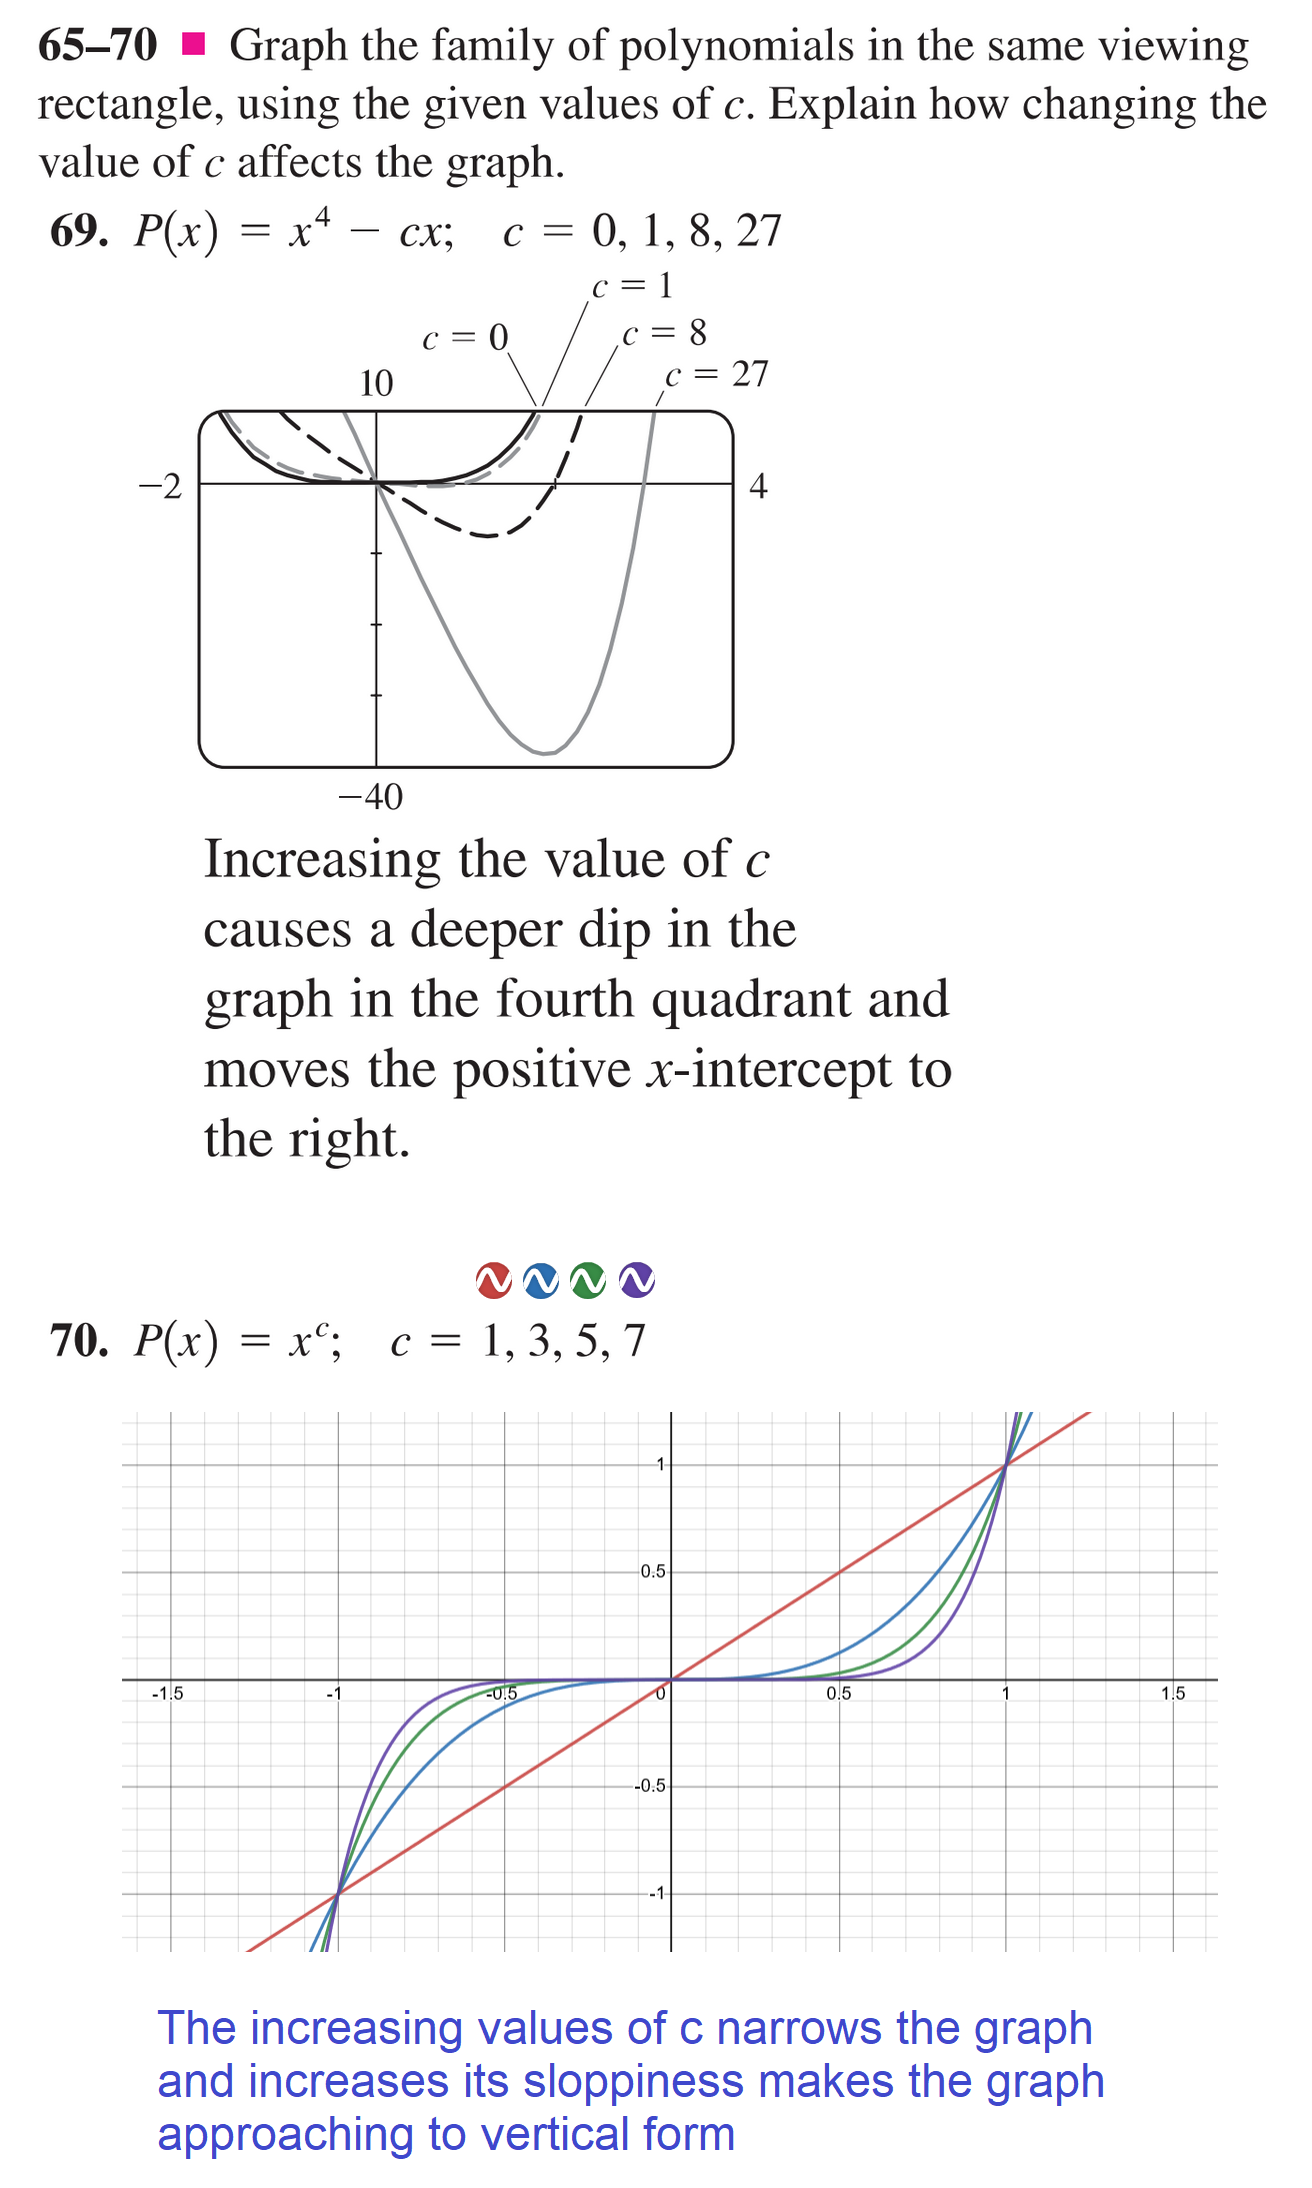 65–70 ■ Graph the family of polynomials in the same viewing
rectangle, using the given values of c. Explain how changing the
value of c affects the graph.
69. P(x) = x⁴ − cx; c = 0, 1, 8, 27
c = 1
c = 0
c = 8
c = 27
10
−2
4
−40
Increasing the value of c
causes a deeper dip in the
graph in the fourth quadrant and
moves the positive x-intercept to
the right.
70. P(x) = xᶜ; c = 1, 3, 5, 7
1
0.5
-1.5 -1 -0.5 0 0.5 1 1.5
-0.5
-1
The increasing values of c narrows the graph
and increases its sloppiness makes the graph
approaching to vertical form